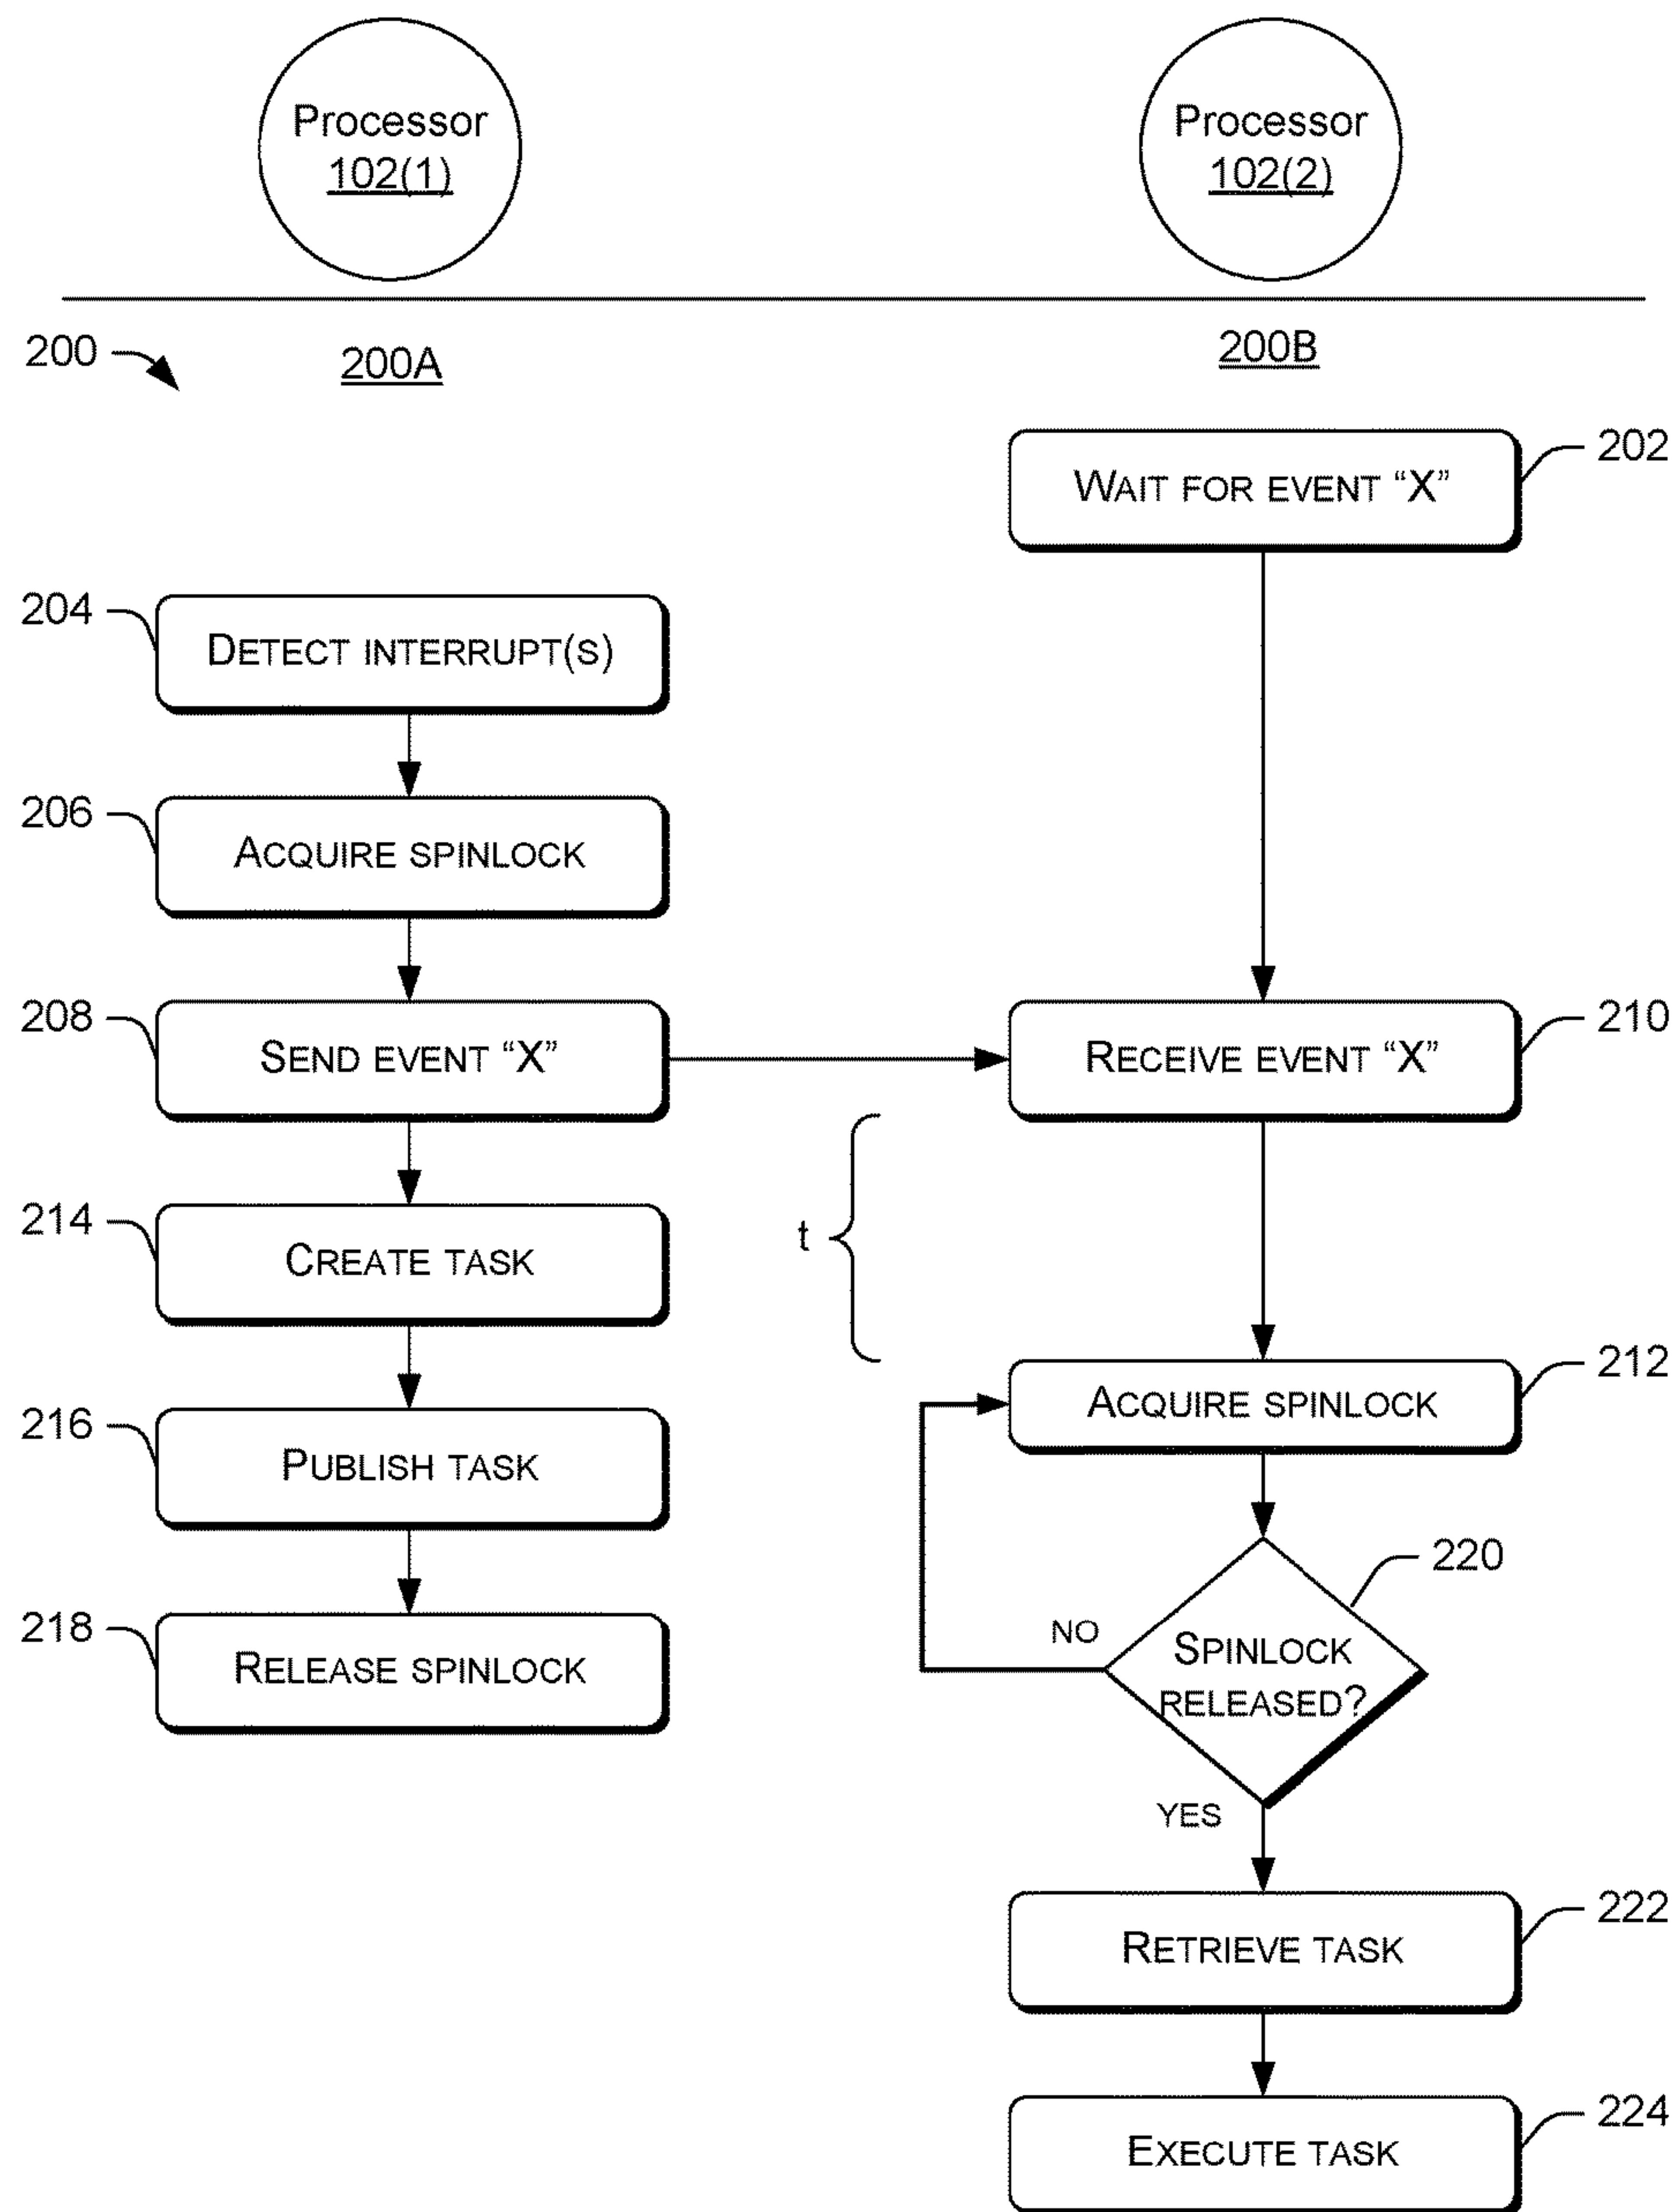 Processor
102(1)
Processor
102(2)
200
200A
200B
WAIT FOR EVENT “X”
202
204
DETECT INTERRUPT(S)
206
ACQUIRE SPINLOCK
208
SEND EVENT “X”
RECEIVE EVENT “X”
210
t
214
CREATE TASK
ACQUIRE SPINLOCK
212
216
PUBLISH TASK
218
RELEASE SPINLOCK
220
NO
SPINLOCK
RELEASED?
YES
RETRIEVE TASK
222
EXECUTE TASK
224